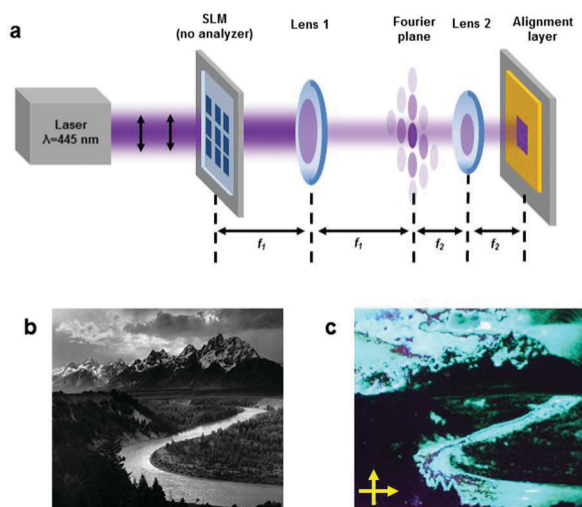 a
SLM
(no analyzer)
Lens 1
Fourier
plane
Lens 2
Alignment
layer
Laser
λ=445 nm
f1
f1
f2
f2
b
c